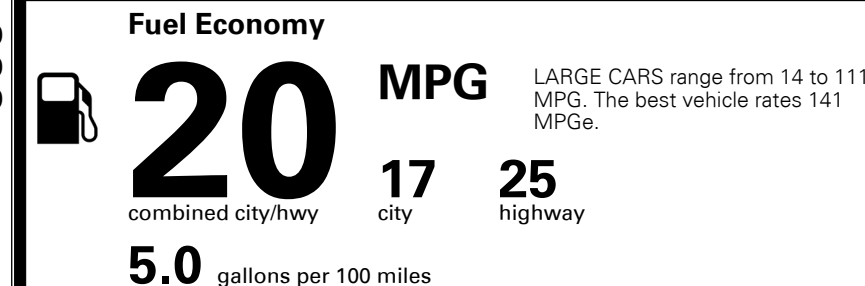 Fuel Economy
20
MPG
LARGE CARS range from 14 to 111
MPG. The best vehicle rates 141
MPGe.
17 25
combined city/hwy city highway
5.0 gallons per 100 miles